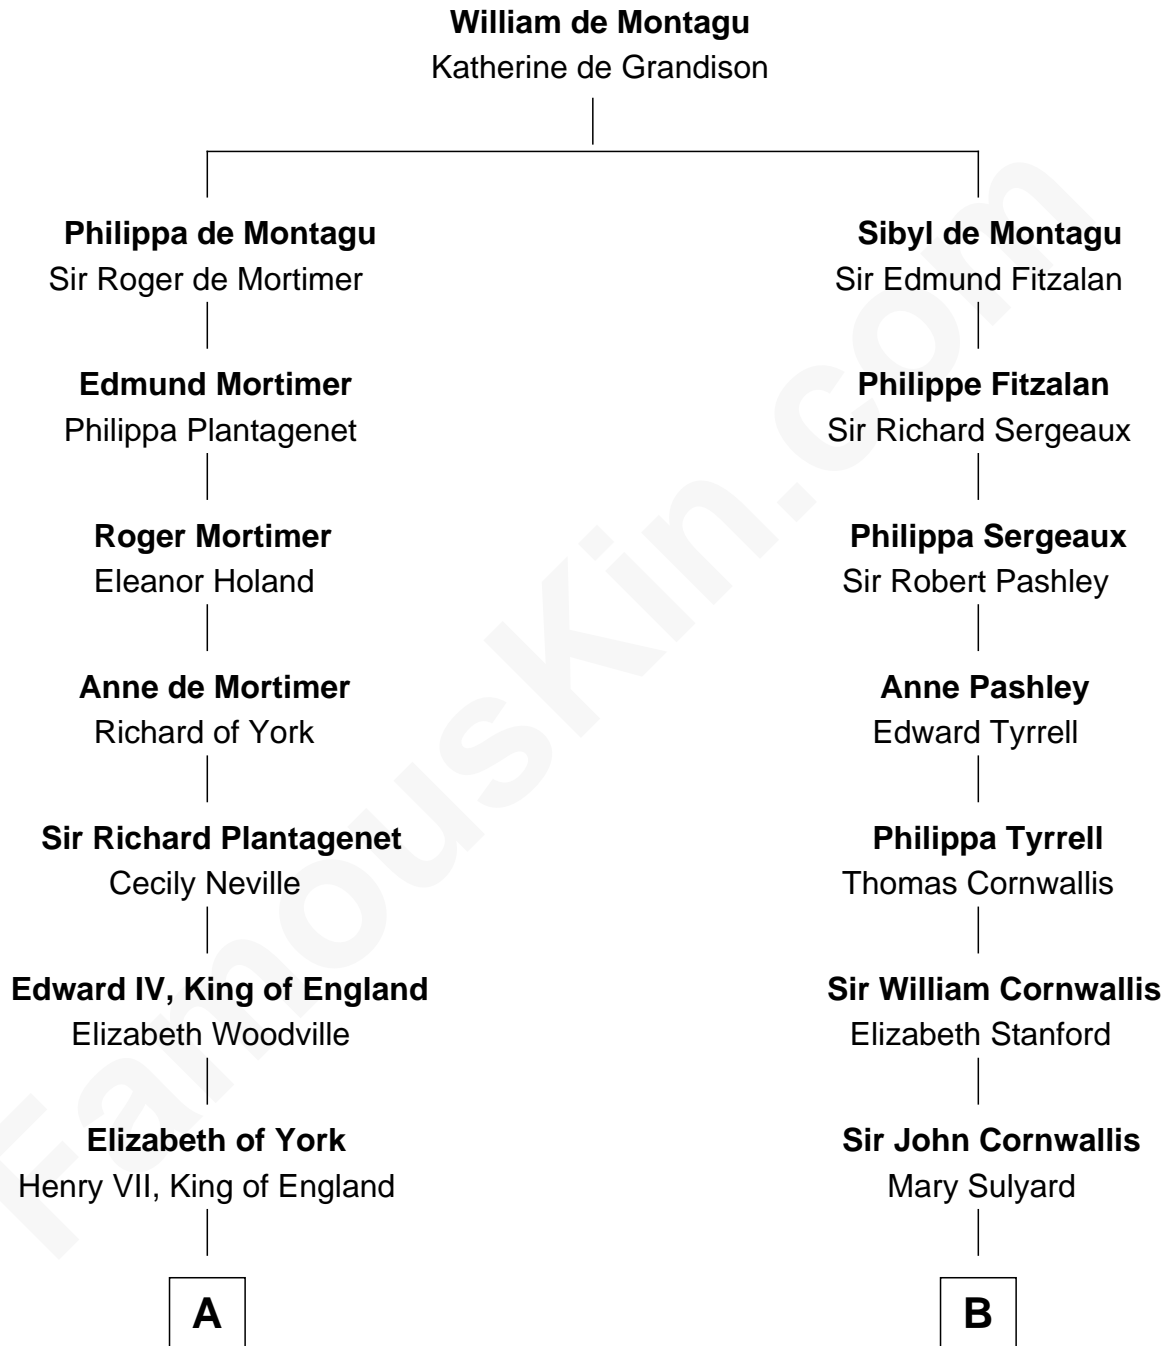 William de Montagu
Katherine de Grandison
Philippa de Montagu
Sir Roger de Mortimer
Sibyl de Montagu
Sir Edmund Fitzalan
Edmund Mortimer
Philippa Plantagenet
Philippe Fitzalan
Sir Richard Sergeaux
Roger Mortimer
Eleanor Holand
Philippa Sergeaux
Sir Robert Pashley
Anne de Mortimer
Richard of York
Anne Pashley
Edward Tyrrell
Sir Richard Plantagenet
Cecily Neville
Philippa Tyrrell
Thomas Cornwallis
Edward IV, King of England
Elizabeth Woodville
Sir William Cornwallis
Elizabeth Stanford
Elizabeth of York
Henry VII, King of England
Sir John Cornwallis
Mary Sulyard
A
B
FamousKin.com